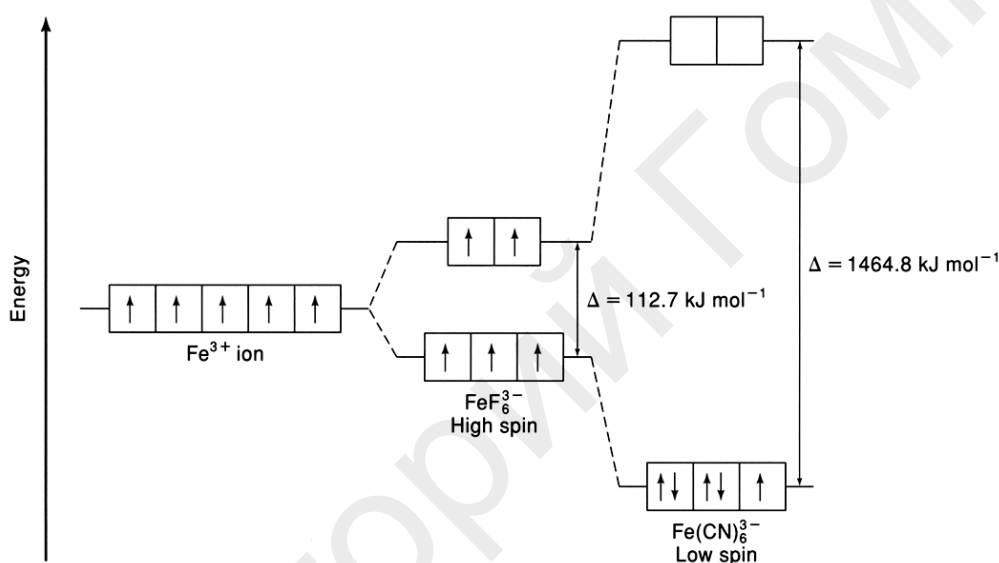 Energy
Fe³⁺ ion
FeF₆³⁻
High spin
Δ = 112.7 kJ mol⁻¹
Δ = 1464.8 kJ mol⁻¹
Fe(CN)₆³⁻
Low spin